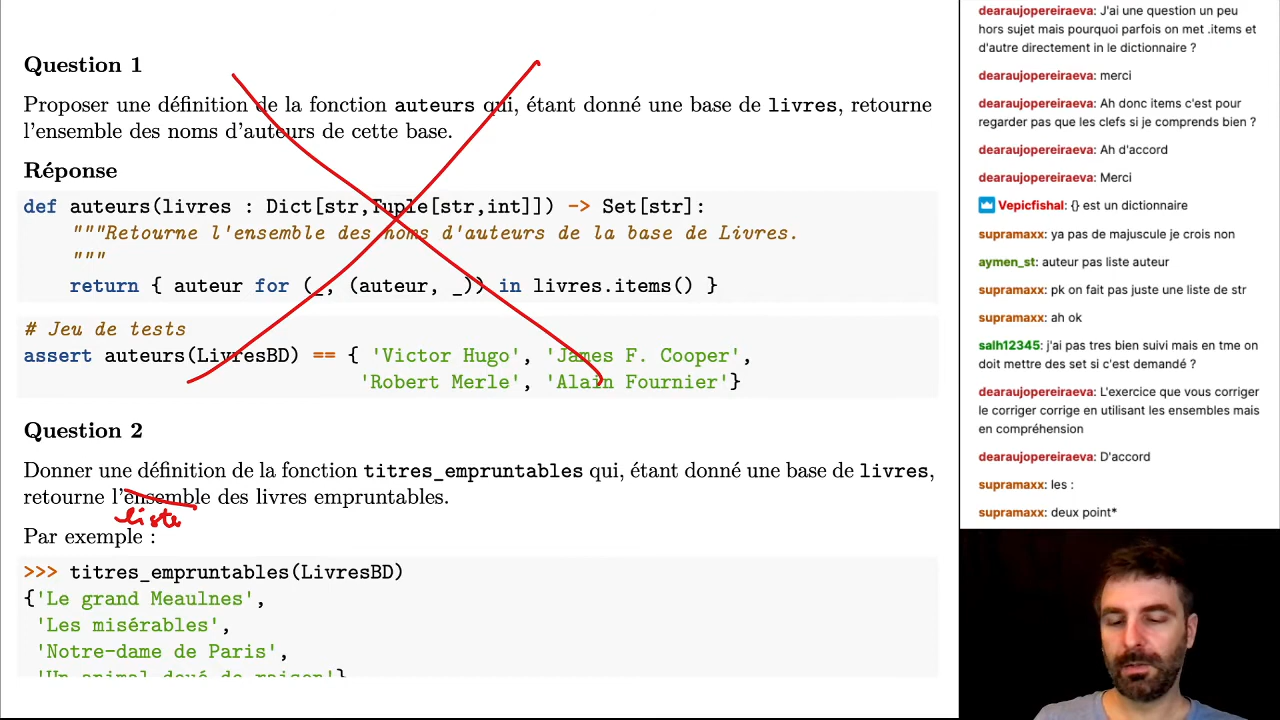 Question 1
Proposer une définition de la fonction auteurs qui, étant donné une base de livres, retourne
l'ensemble des noms d'auteurs de cette base.
Réponse
def auteurs(livres : Dict[str,Tuple[str,int]]) -> Set[str]:
"""Retourne l'ensemble des noms d'auteurs de la base de Livres.
"""
return { auteur for (_, (auteur, _)) in livres.items() }
# Jeu de tests
assert auteurs(LivresBD) == { 'Victor Hugo', 'James F. Cooper',
'Robert Merle', 'Alain Fournier'}
Question 2
Donner une définition de la fonction titres_empruntables qui, étant donné une base de livres,
retourne l'ensemble des livres empruntables.
liste
Par exemple :
>>> titres_empruntables(LivresBD)
{'Le grand Meaulnes',
'Les misérables',
'Notre-dame de Paris',
'Un animal doué de raison'}
dearaujopereiraeva: J'ai une question un peu
hors sujet mais pourquoi parfois on met .items et
d'autre directement in le dictionnaire ?
dearaujopereiraeva: merci
dearaujopereiraeva: Ah donc items c'est pour
regarder pas que les clefs si je comprends bien ?
dearaujopereiraeva: Ah d'accord
dearaujopereiraeva: Merci
Vepicfishal: {} est un dictionnaire
supramaxx: ya pas de majuscule je crois non
aymen_st: auteur pas liste auteur
supramaxx: pk on fait pas juste une liste de str
supramaxx: ah ok
salh12345: j'ai pas tres bien suivi mais en tme on
doit mettre des set si c'est demandé ?
dearaujopereiraeva: L'exercice que vous corriger
le corriger corrige en utilisant les ensembles mais
en compréhension
dearaujopereiraeva: D'accord
supramaxx: les :
supramaxx: deux point*